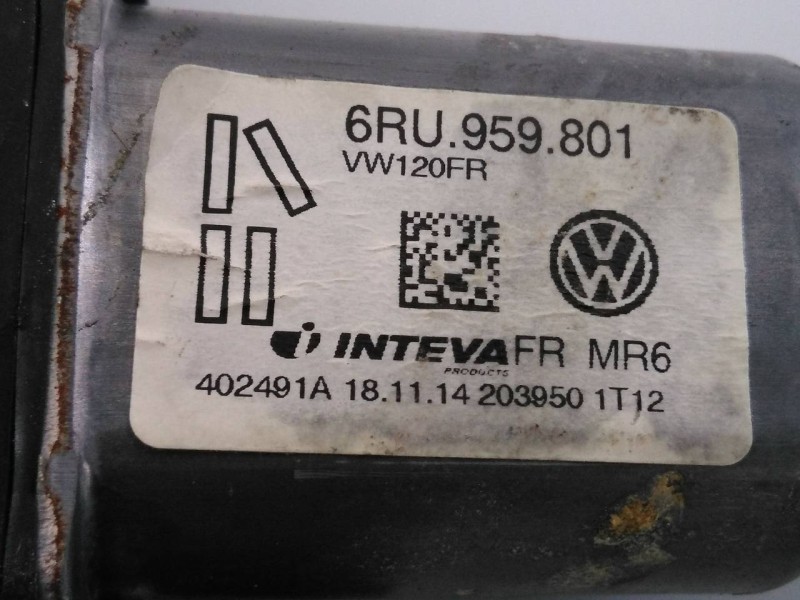 6RU.959.801
VW120FR
INTEVA FR MR6
PRODUCTS
402491A 18.11.14 203950 1T12